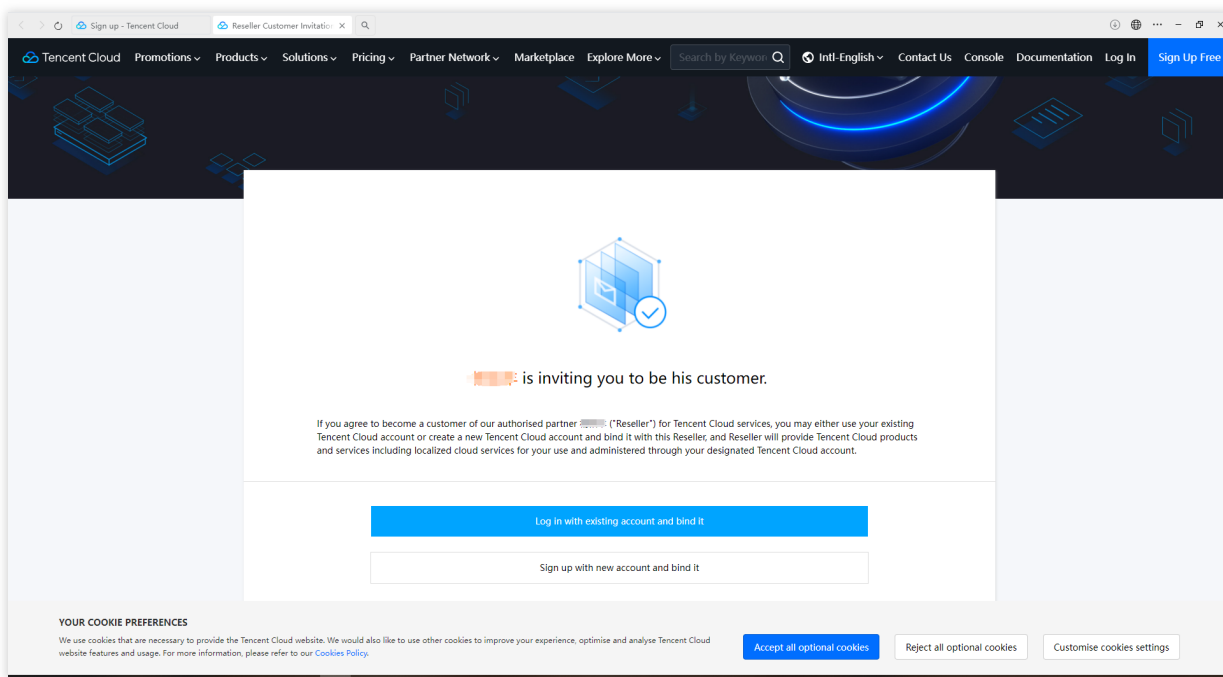 Sign up - Tencent Cloud
Reseller Customer Invitation
Tencent Cloud Promotions Products Solutions Pricing Partner Network Marketplace Explore More Search by Keywor Intl-English Contact Us Console Documentation Log In Sign Up Free
is inviting you to be his customer.
If you agree to become a customer of our authorised partner ("Reseller") for Tencent Cloud services, you may either use your existing
Tencent Cloud account or create a new Tencent Cloud account and bind it with this Reseller, and Reseller will provide Tencent Cloud products
and services including localized cloud services for your use and administered through your designated Tencent Cloud account.
Log in with existing account and bind it
Sign up with new account and bind it
YOUR COOKIE PREFERENCES
We use cookies that are necessary to provide the Tencent Cloud website. We would also like to use other cookies to improve your experience, optimise and analyse Tencent Cloud
website features and usage. For more information, please refer to our Cookies Policy.
Accept all optional cookies
Reject all optional cookies
Customise cookies settings